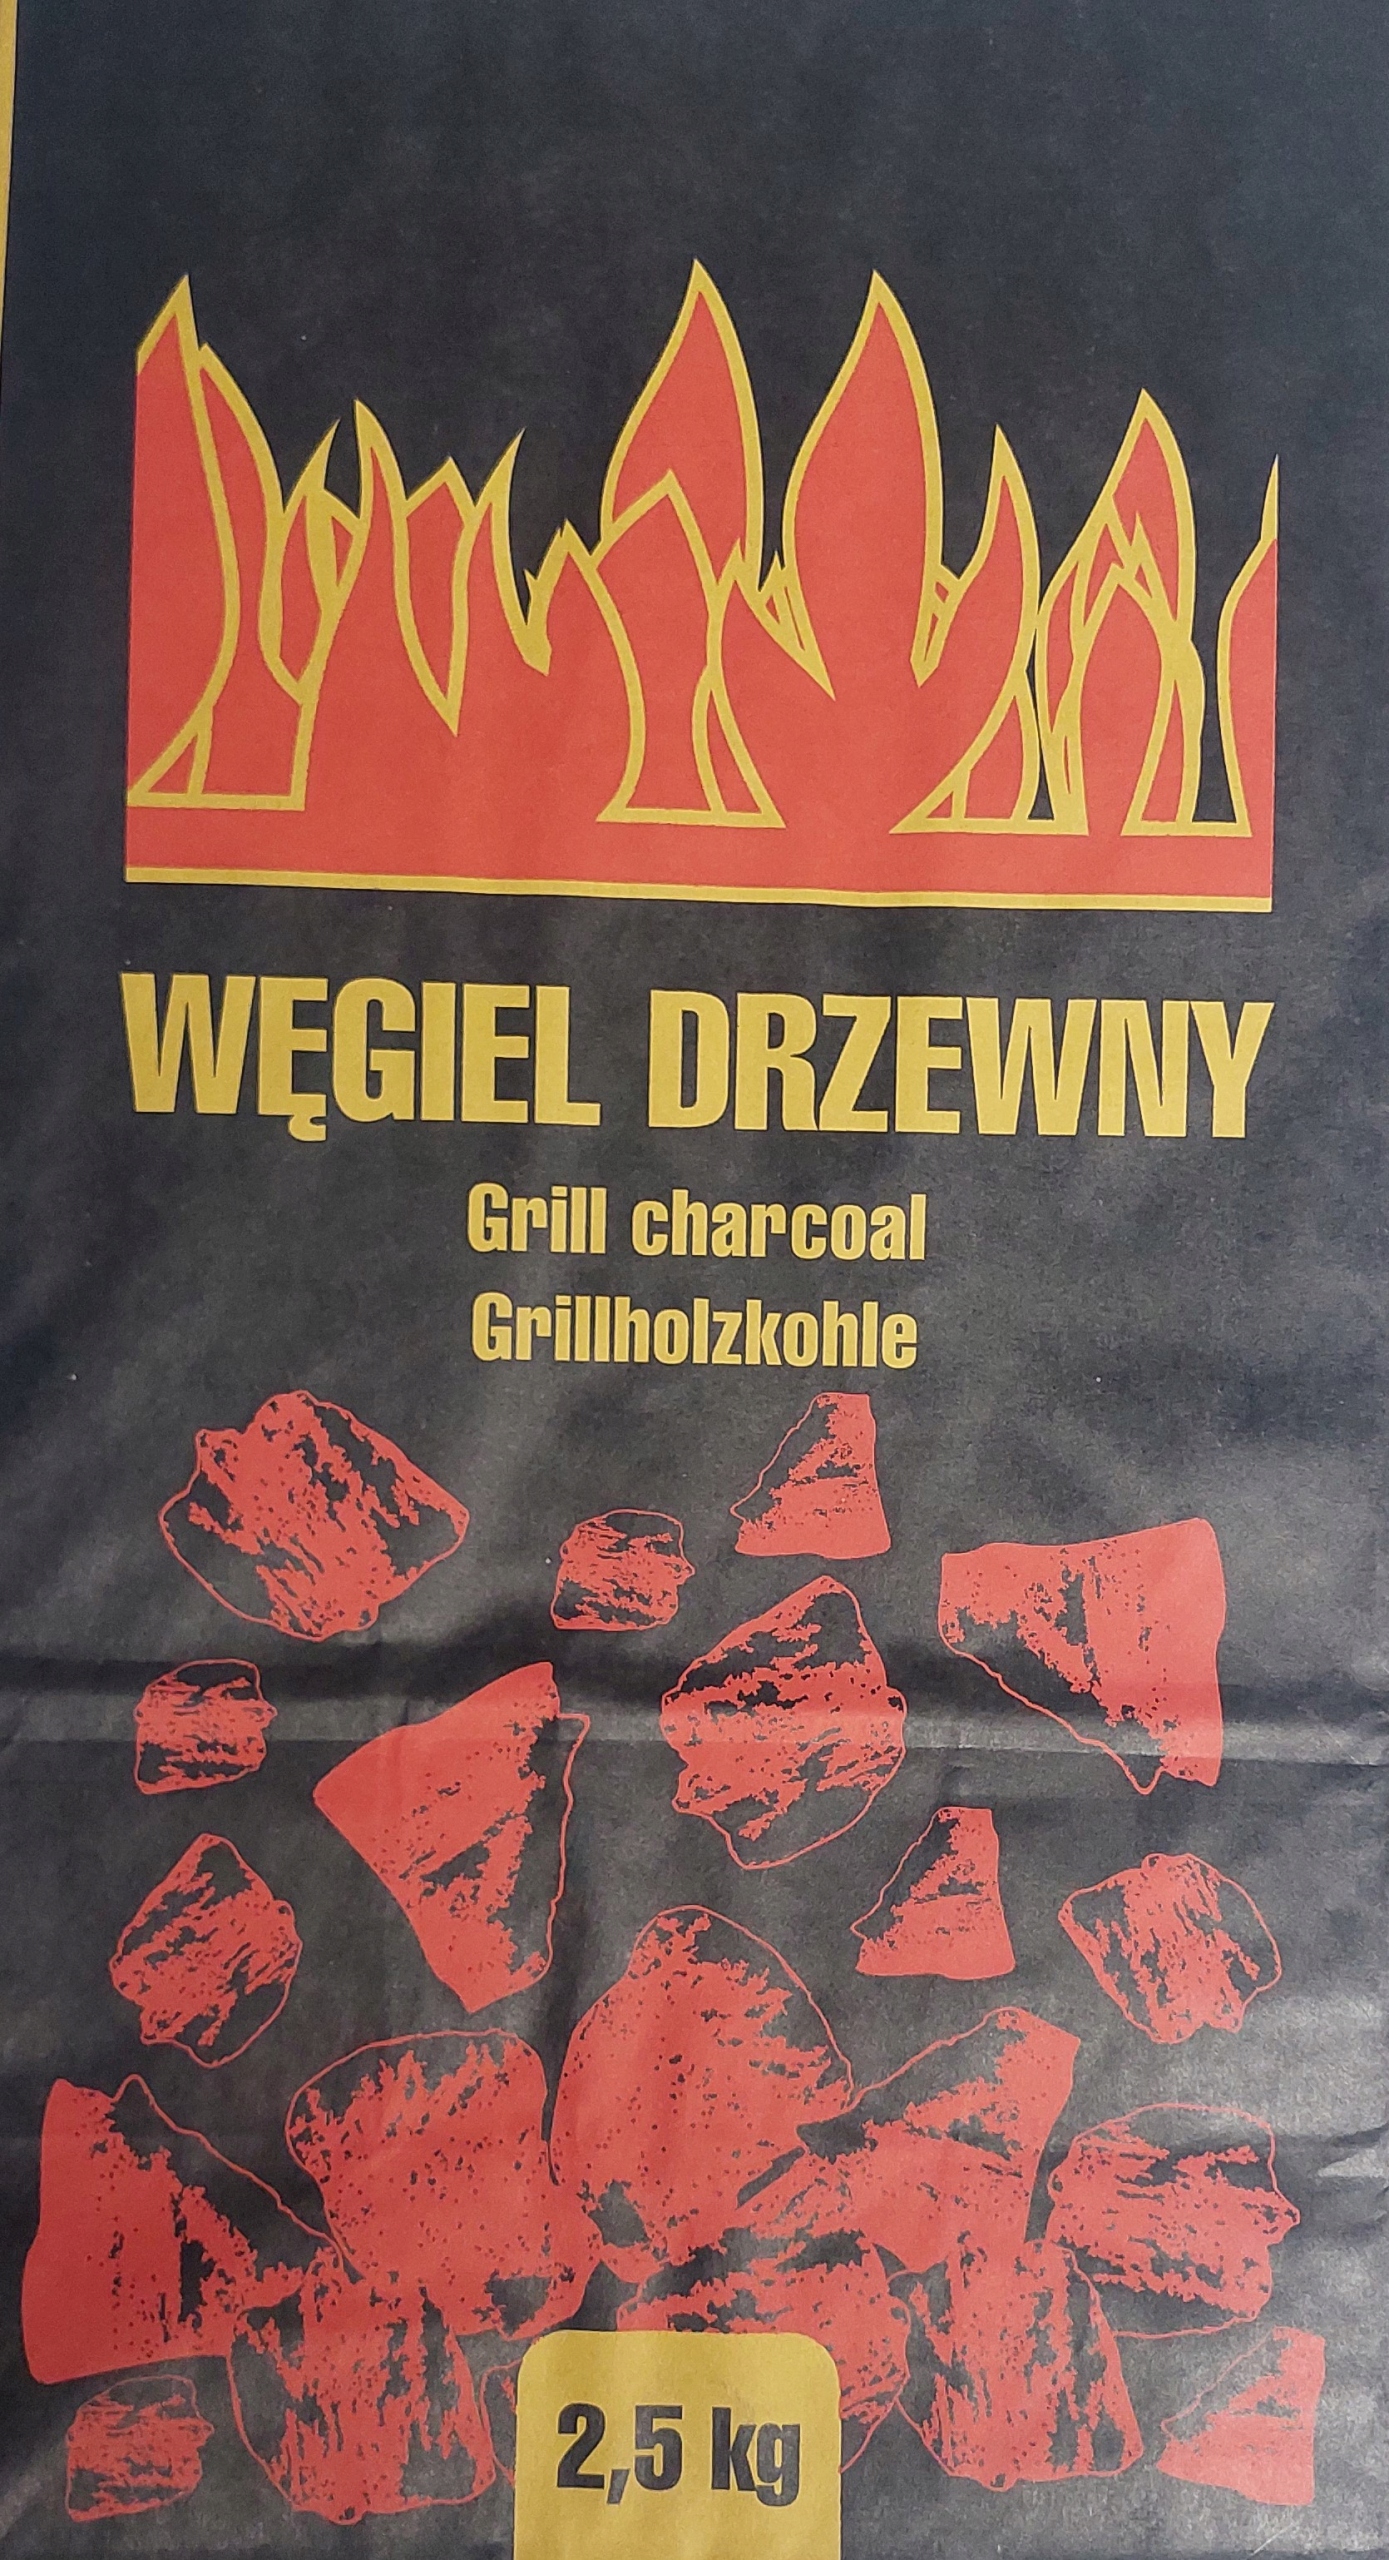 WĘGIEL DRZEWNY
Grill charcoal
Grillholzkohle
2,5 kg